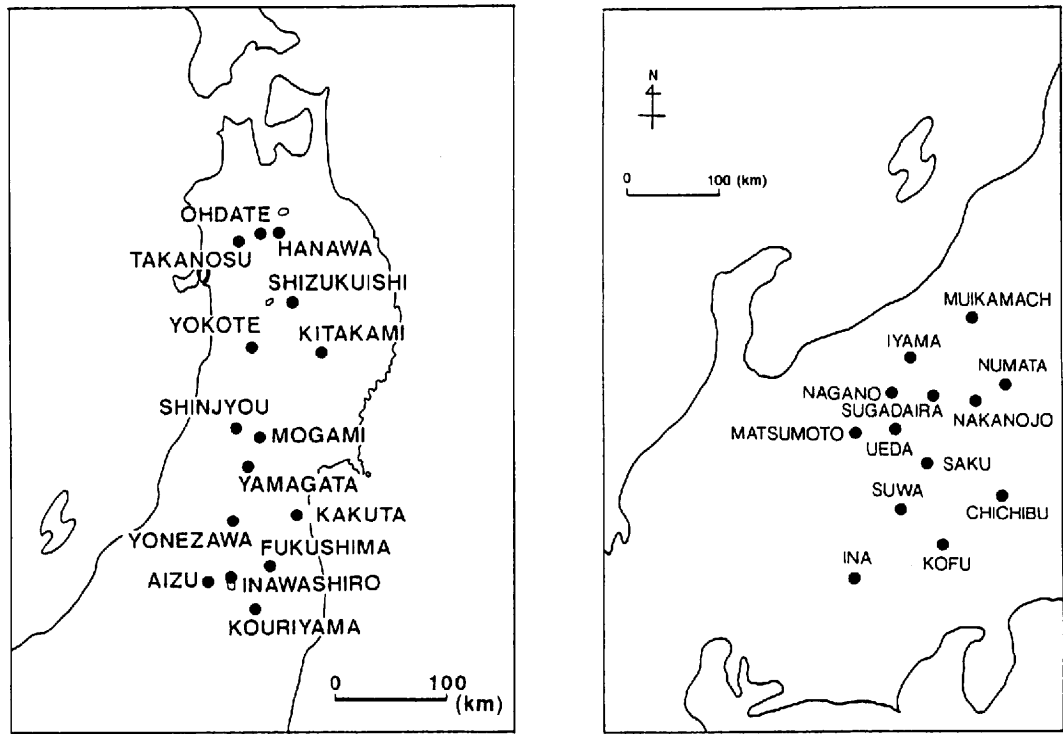 OHDATE
HANAWA
TAKANOSU
SHIZUKUISHI
YOKOTE
KITAKAMI
SHINJYOU
MOGAMI
YAMAGATA
KAKUTA
YONEZAWA
FUKUSHIMA
AIZU
INAWASHIRO
KOURIYAMA
0 100
(km)
N
0 100 (km)
MUIKAMACH
IYAMA
NUMATA
NAGANO
SUGADAIRA
NAKANOJO
MATSUMOTO
UEDA
SAKU
SUWA
CHICHIBU
INA
KOFU